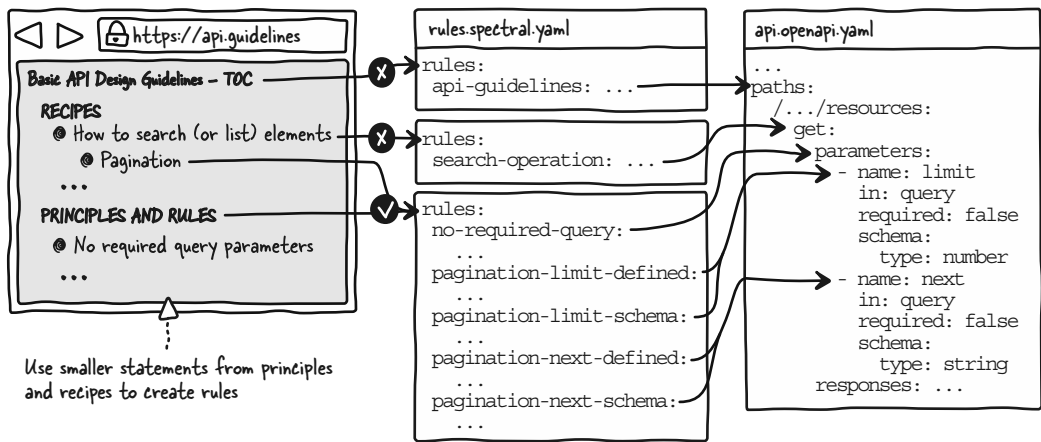 https://api.guidelines
Basic API Design Guidelines – TOC
RECIPES
How to search (or list) elements
Pagination
...
PRINCIPLES AND RULES
No required query parameters
...
Use smaller statements from principles
and recipes to create rules
rules.spectral.yaml
rules:
api-guidelines: ...
rules:
search-operation: ...
rules:
no-required-query:
...
pagination-limit-defined:
...
pagination-limit-schema:
...
pagination-next-defined:
...
pagination-next-schema:
...
api.openapi.yaml
...
paths:
/.../resources:
get:
parameters:
- name: limit
in: query
required: false
schema:
type: number
- name: next
in: query
required: false
schema:
type: string
responses: ...